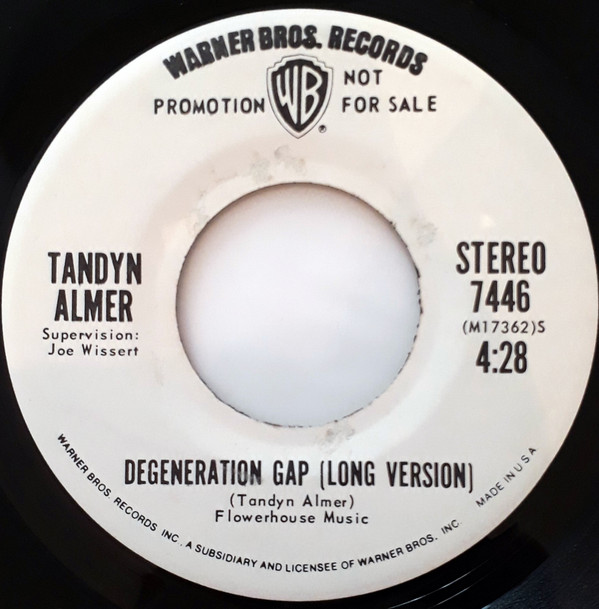 WARNER BROS. RECORDS
PROMOTION WB NOT
FOR SALE
®
TANDYN
ALMER
Supervision:
Joe Wissert
STEREO
7446
(M17362)S
4:28
DEGENERATION GAP (LONG VERSION)
(Tandyn Almer)
Flowerhouse Music
WARNER BROS. RECORDS INC., A SUBSIDIARY AND LICENSEE OF WARNER BROS. INC.
MADE IN U.S.A